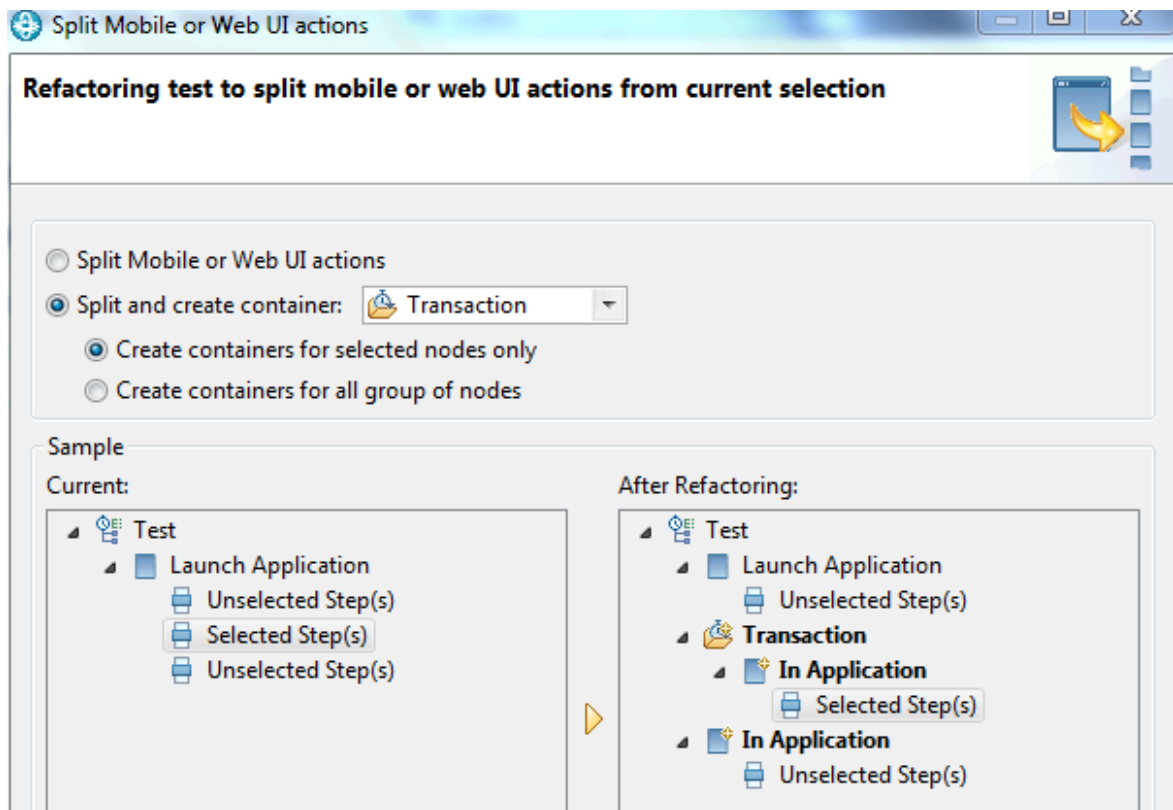 Split Mobile or Web UI actions
Refactoring test to split mobile or web UI actions from current selection
Split Mobile or Web UI actions
Split and create container: Transaction
Create containers for selected nodes only
Create containers for all group of nodes
Sample
Current:
Test
Launch Application
Unselected Step(s)
Selected Step(s)
Unselected Step(s)
After Refactoring:
Test
Launch Application
Unselected Step(s)
Transaction
In Application
Selected Step(s)
In Application
Unselected Step(s)